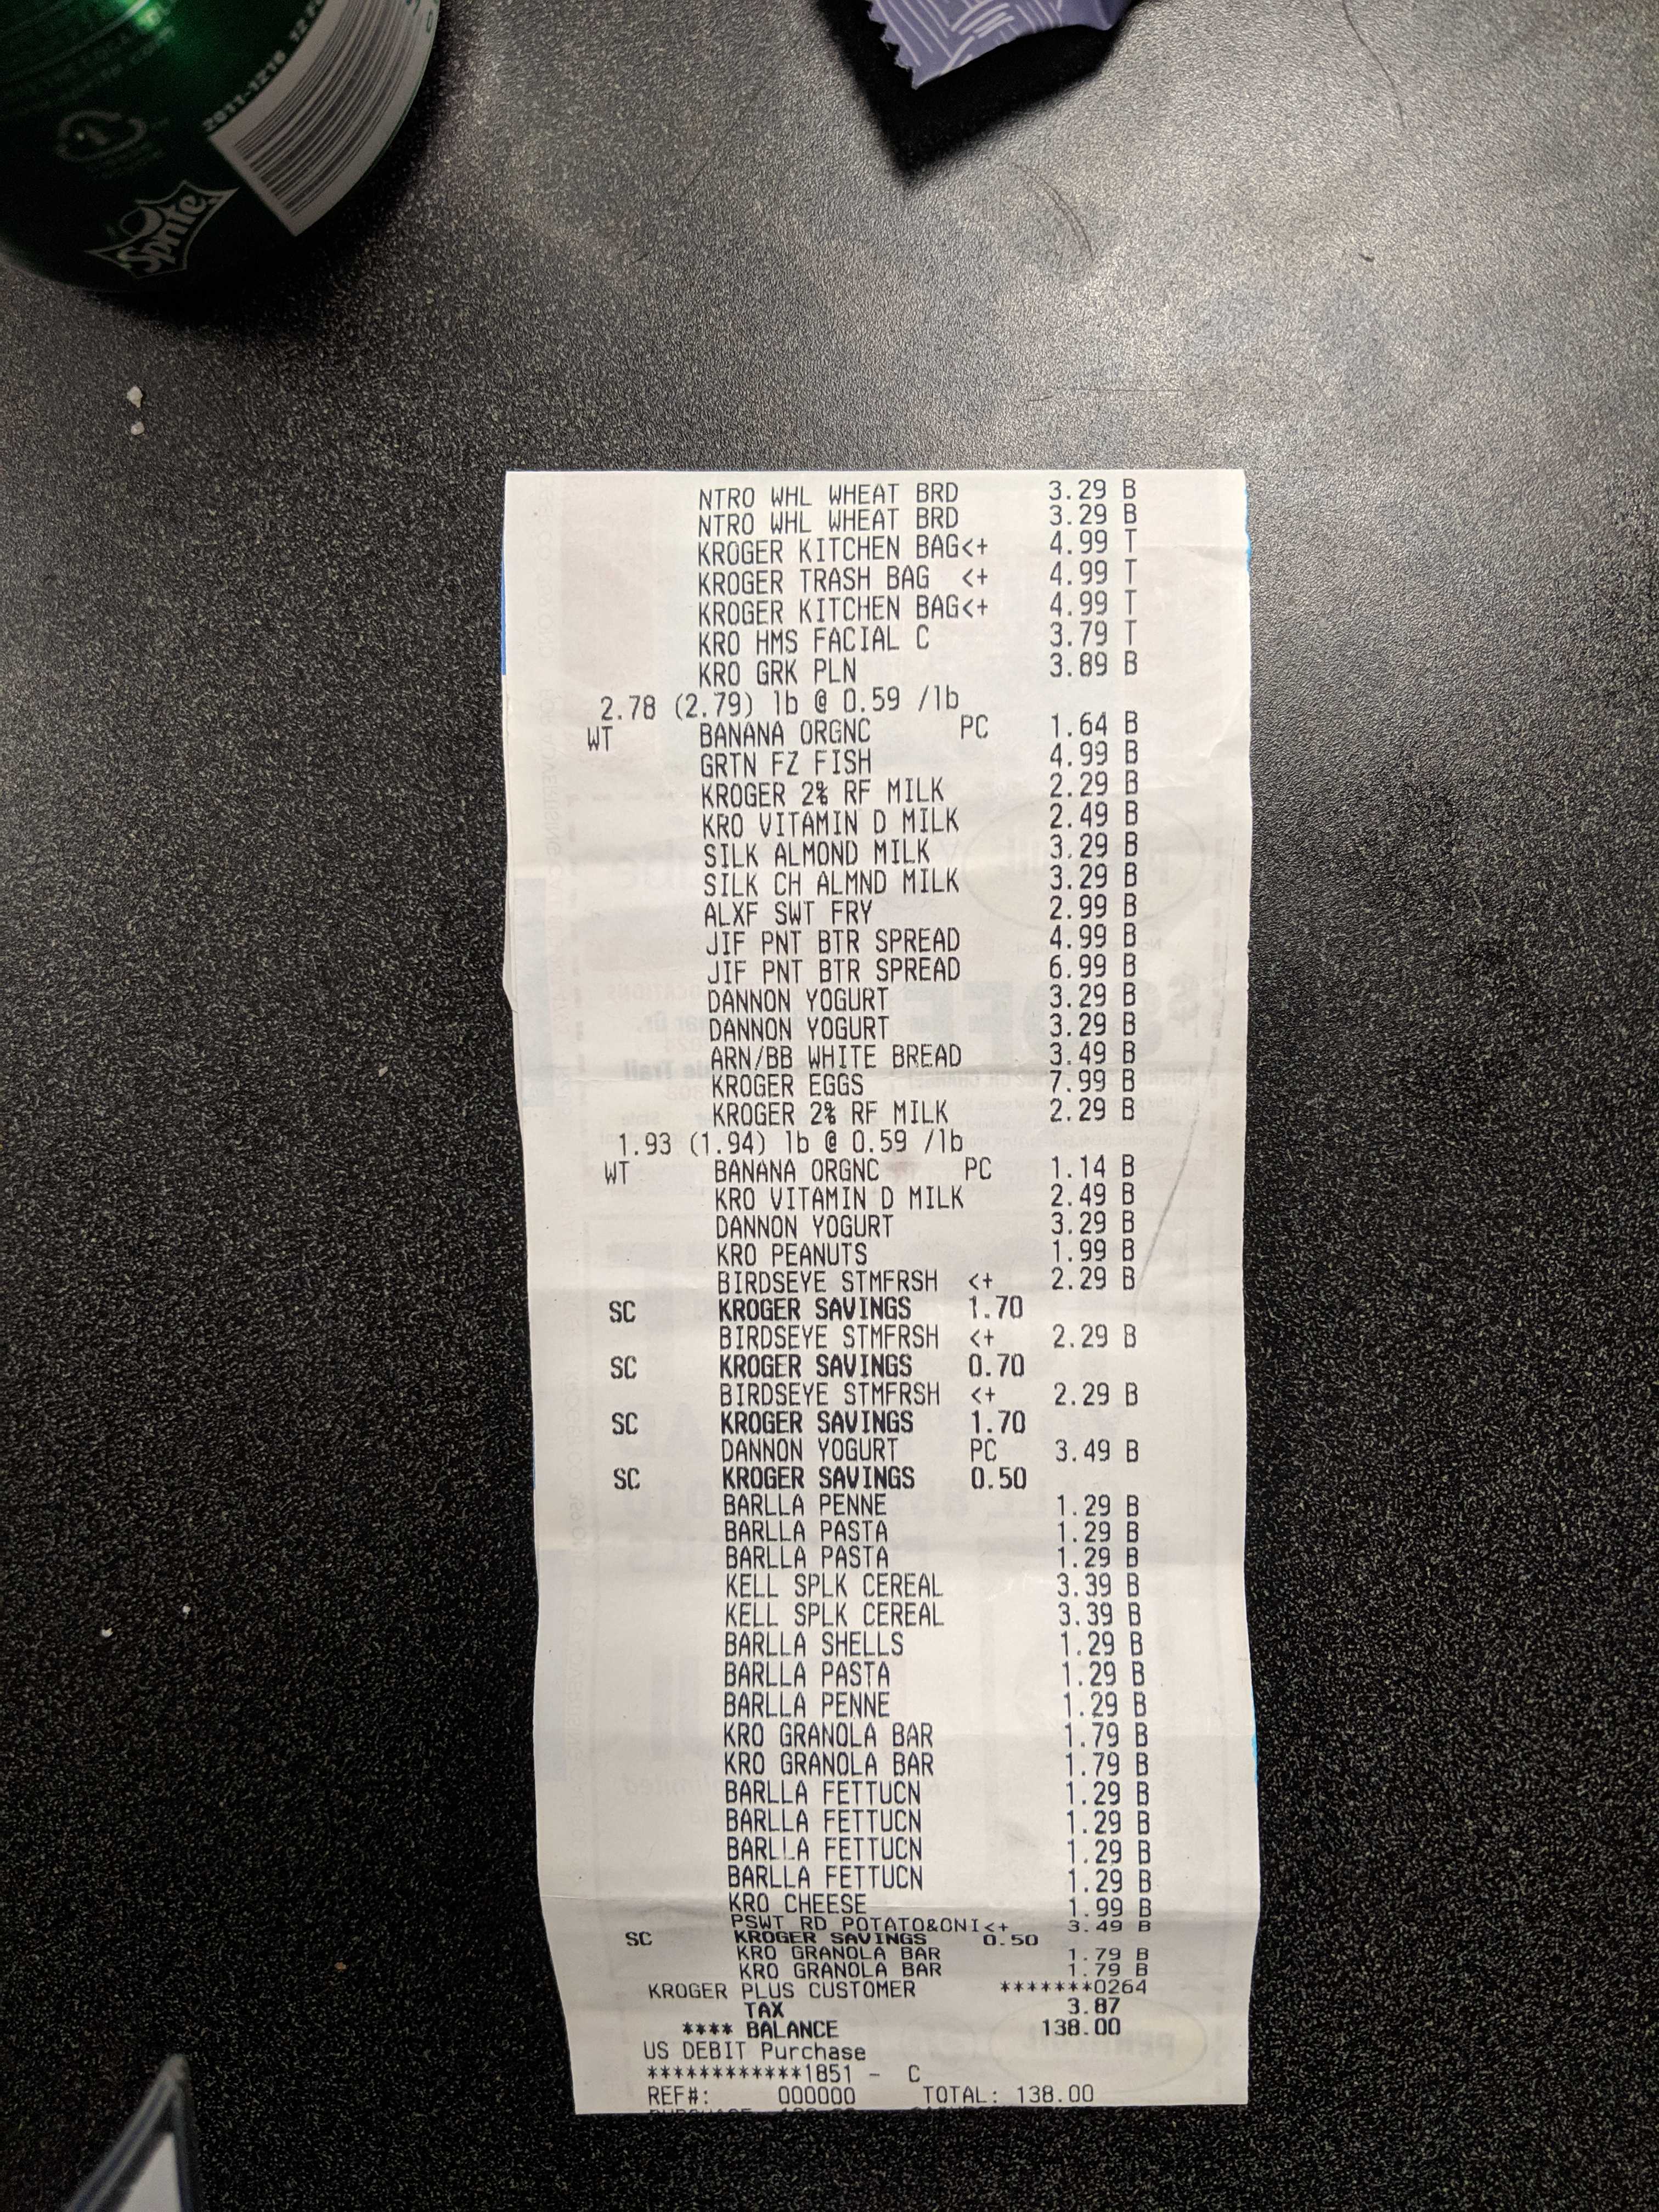 2011-1210
Sprite
NTRO WHL WHEAT BRD 3.29 B
NTRO WHL WHEAT BRD 3.29 B
KROGER KITCHEN BAG<+ 4.99 T
KROGER TRASH BAG <+ 4.99 T
KROGER KITCHEN BAG<+ 4.99 T
KRO HMS FACIAL C 3.79 T
KRO GRK PLN 3.89 B
2.78 (2.79) lb @ 0.59 /lb
WT BANANA ORGNC PC 1.64 B
GRTN FZ FISH 4.99 B
KROGER 2% RF MILK 2.29 B
KRO VITAMIN D MILK 2.49 B
SILK ALMOND MILK 3.29 B
SILK CH ALMND MILK 3.29 B
ALXF SWT FRY 2.99 B
JIF PNT BTR SPREAD 4.99 B
JIF PNT BTR SPREAD 6.99 B
DANNON YOGURT 3.29 B
DANNON YOGURT 3.29 B
ARN/BB WHITE BREAD 3.49 B
KROGER EGGS 7.99 B
KROGER 2% RF MILK 2.29 B
1.93 (1.94) lb @ 0.59 /lb
WT BANANA ORGNC PC 1.14 B
KRO VITAMIN D MILK 2.49 B
DANNON YOGURT 3.29 B
KRO PEANUTS 1.99 B
BIRDSEYE STMFRSH <+ 2.29 B
SC KROGER SAVINGS 1.70
BIRDSEYE STMFRSH <+ 2.29 B
SC KROGER SAVINGS 0.70
BIRDSEYE STMFRSH <+ 2.29 B
SC KROGER SAVINGS 1.70
DANNON YOGURT PC 3.49 B
SC KROGER SAVINGS 0.50
BARLLA PENNE 1.29 B
BARLLA PASTA 1.29 B
BARLLA PASTA 1.29 B
KELL SPLK CEREAL 3.39 B
KELL SPLK CEREAL 3.39 B
BARLLA SHELLS 1.29 B
BARLLA PASTA 1.29 B
BARLLA PENNE 1.29 B
KRO GRANOLA BAR 1.79 B
KRO GRANOLA BAR 1.79 B
BARLLA FETTUCN 1.29 B
BARLLA FETTUCN 1.29 B
BARLLA FETTUCN 1.29 B
BARLLA FETTUCN 1.29 B
KRO CHEESE 1.99 B
PSWT RD POTATO&ONI<+ 3.49 B
SC KROGER SAVINGS 0.50
KRO GRANOLA BAR 1.79 B
KRO GRANOLA BAR 1.79 B
KROGER PLUS CUSTOMER *******0264
TAX 3.87
**** BALANCE 138.00
US DEBIT Purchase
************1851 - C
REF#: 000000 TOTAL: 138.00